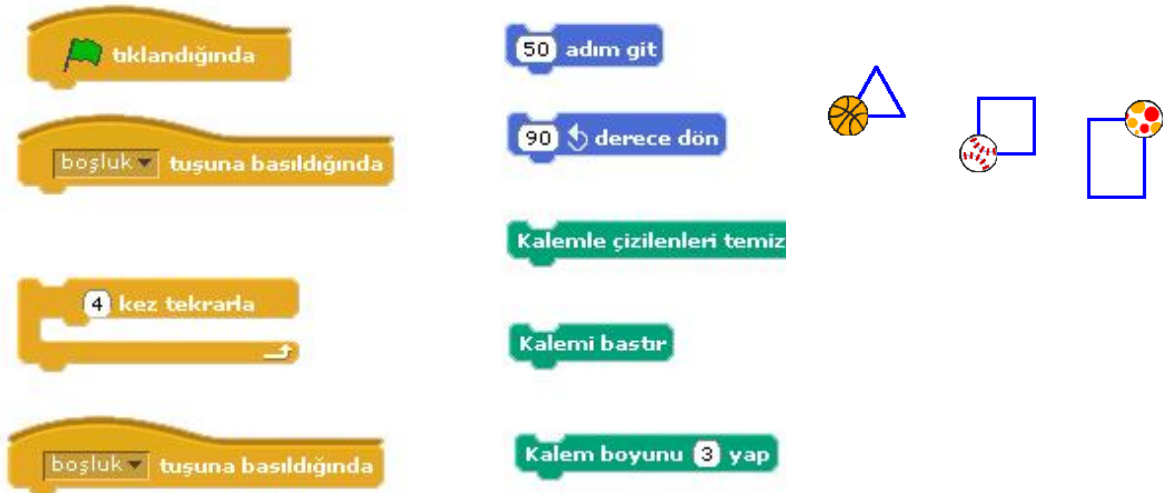 tıklandığında
boşluk tuşuna basıldığında
4 kez tekrarla
boşluk tuşuna basıldığında
50 adım git
90 derece dön
Kalemle çizilenleri temiz
Kalemi bastır
Kalem boyunu 3 yap